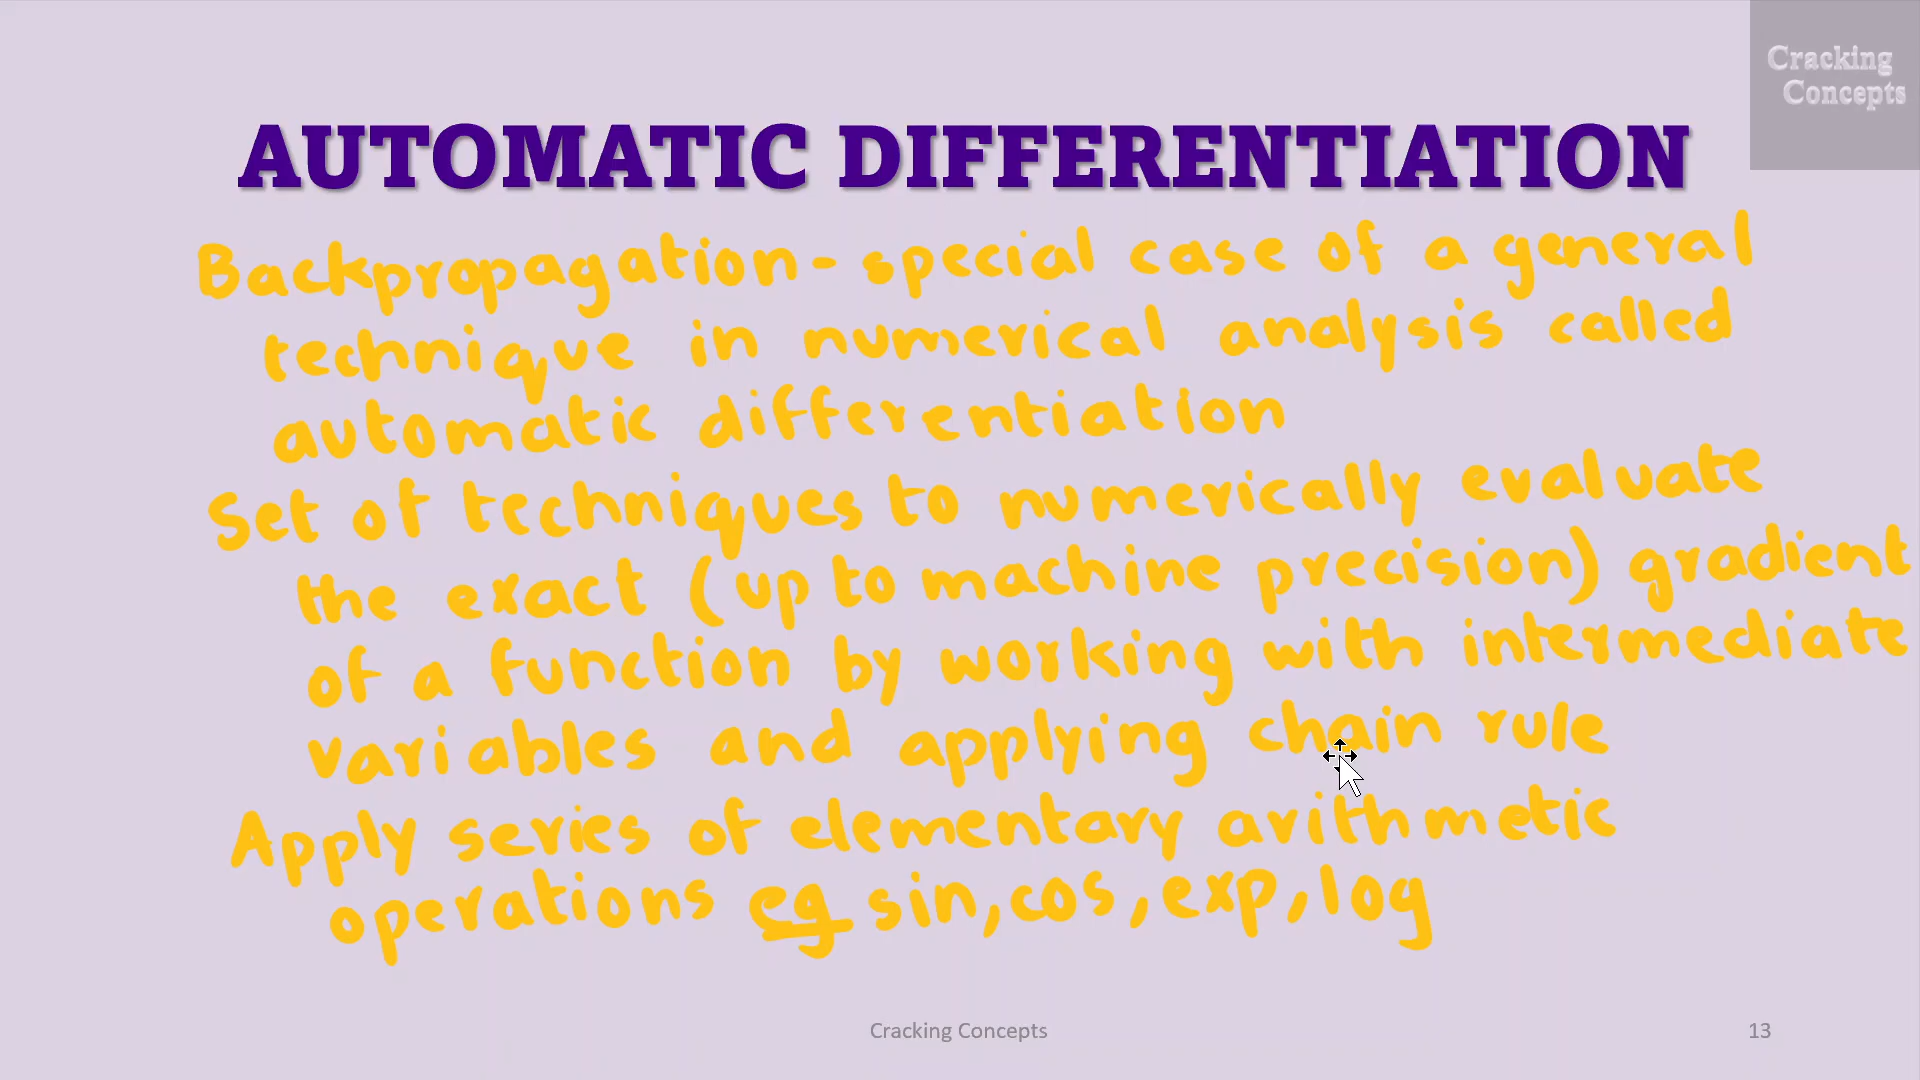 Cracking
Concepts
AUTOMATIC DIFFERENTIATION
Backpropagation - special case of a general
technique in numerical analysis called
automatic differentiation
Set of techniques to numerically evaluate
the exact (up to machine precision) gradient
of a function by working with intermediate
variables and applying chain rule
Apply series of elementary arithmetic
operations eg sin, cos, exp, log
Cracking Concepts
13